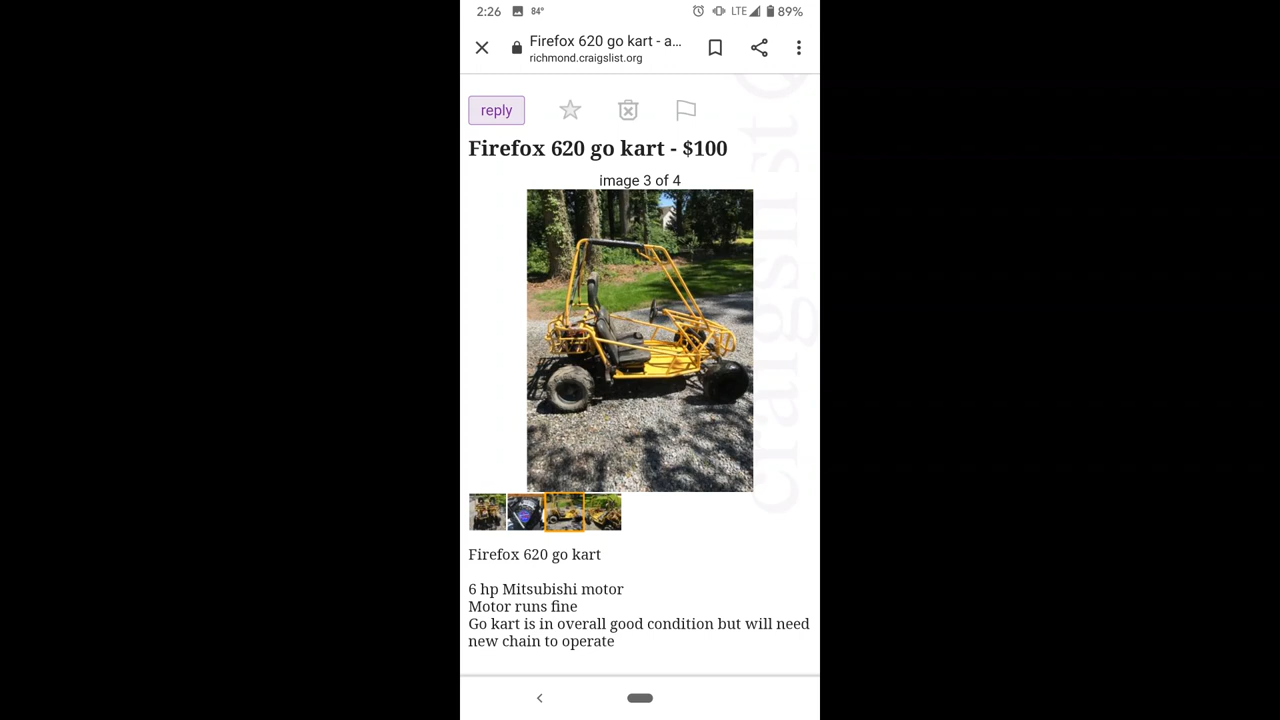 2:26 84° LTE 89%
Firefox 620 go kart - a...
richmond.craigslist.org
reply
Firefox 620 go kart - $100
image 3 of 4
craigslist
Firefox 620 go kart
6 hp Mitsubishi motor
Motor runs fine
Go kart is in overall good condition but will need
new chain to operate